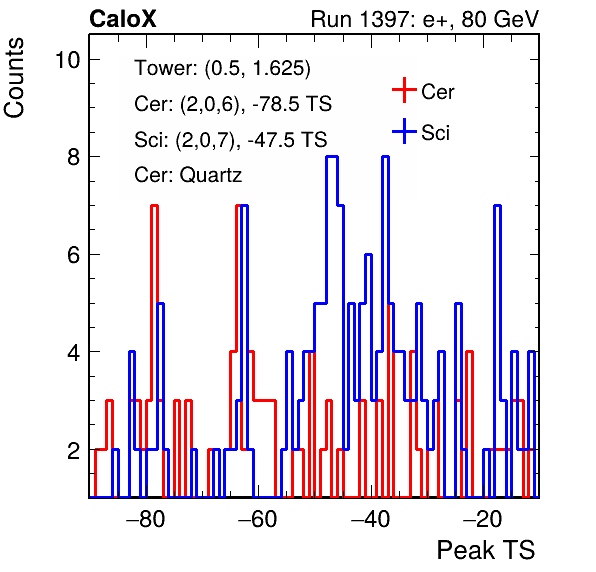 CaloX Run 1397: e+, 80 GeV
Counts
10
8
6
4
2
Tower: (0.5, 1.625)
Cer: (2,0,6), -78.5 TS
Sci: (2,0,7), -47.5 TS
Cer: Quartz
Cer
Sci
−80 −60 −40 −20
Peak TS